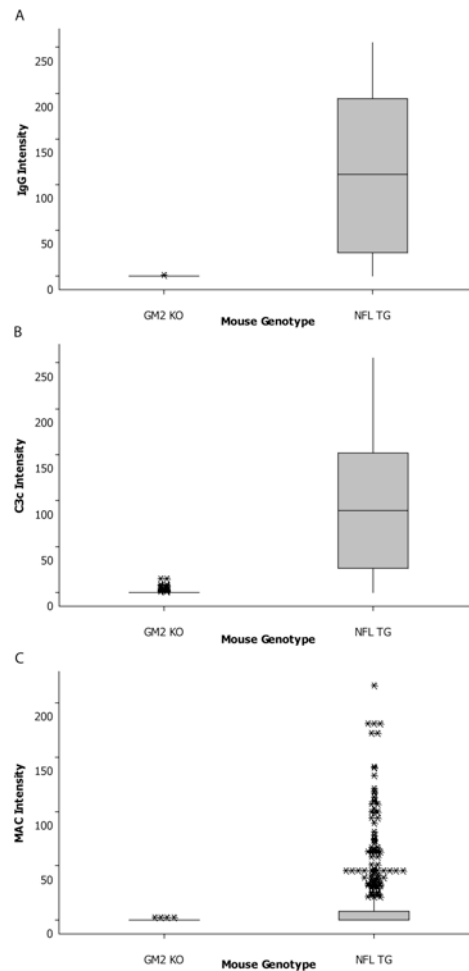 A
250
200
150
100
50
0
IgG Intensity
GM2 KO
NFL TG
Mouse Genotype
B
250
200
150
100
50
0
C3c Intensity
GM2 KO
NFL TG
Mouse Genotype
C
200
150
100
50
0
MAC Intensity
GM2 KO
NFL TG
Mouse Genotype